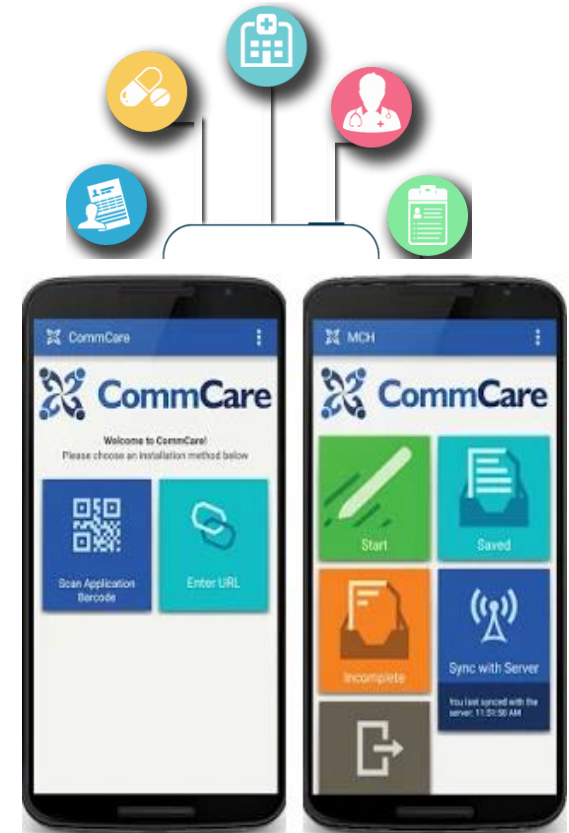 CommCare
CommCare
Welcome to CommCare!
Please choose an installation method below
Scan Application
Barcode
Enter URL
MCH
CommCare
Start
Saved
Incomplete
Sync with Server
You last synced with the
server: 11:51:50 AM